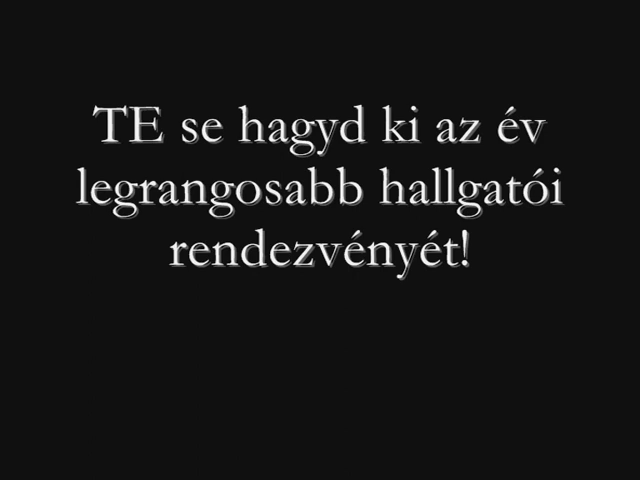 TE se hagyd ki az év
legrangosabb hallgatói
rendezvényét!